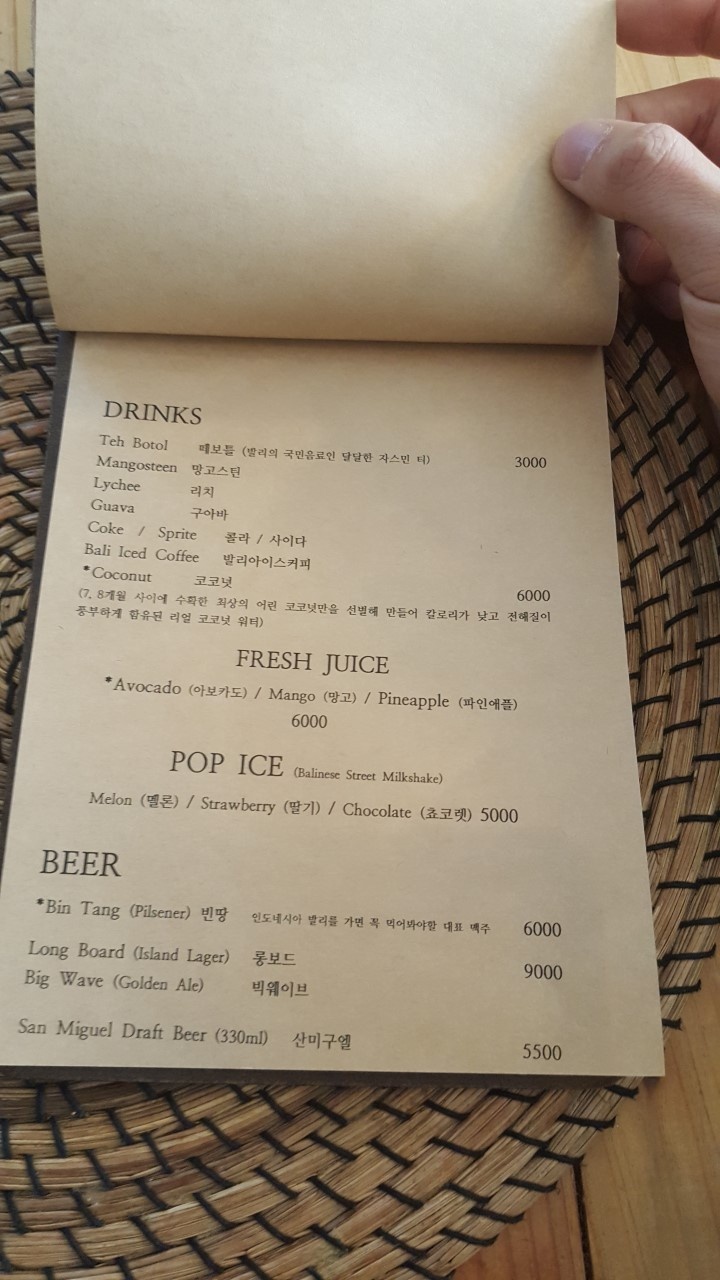 DRINKS
Teh Botol 떼보틀 (발리의 국민음료인 달달한 자스민 티) 3000
Mangosteen 망고스틴
Lychee 리치
Guava 구아바
Coke / Sprite 콜라 / 사이다
Bali Iced Coffee 발리아이스커피
*Coconut 코코넛 6000
(7, 8개월 사이에 수확한 최상의 어린 코코넛만을 선별해 만들어 칼로리가 낮고 전해질이
풍부하게 함유된 리얼 코코넛 워터)
FRESH JUICE
*Avocado (아보카도) / Mango (망고) / Pineapple (파인애플)
6000
POP ICE (Balinese Street Milkshake)
Melon (멜론) / Strawberry (딸기) / Chocolate (쵸코렛) 5000
BEER
*Bin Tang (Pilsener) 빈땅 인도네시아 발리를 가면 꼭 먹어봐야할 대표 맥주 6000
Long Board (Island Lager) 롱보드 9000
Big Wave (Golden Ale) 빅웨이브
San Miguel Draft Beer (330ml) 산미구엘 5500